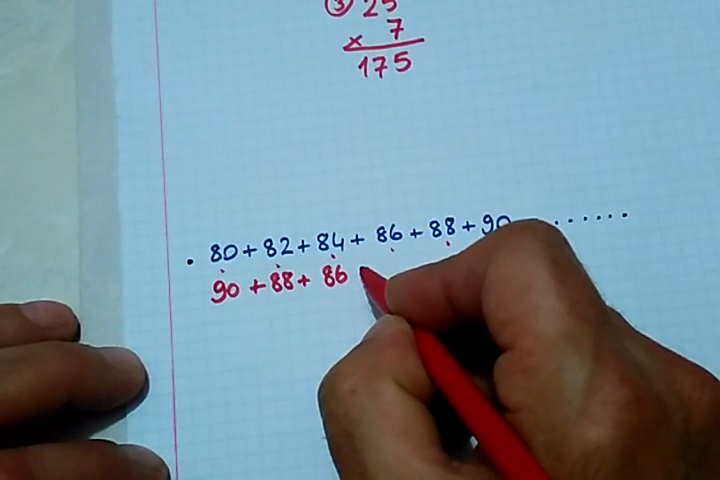 ③ 25
× 7
175
. 80 + 82 + 84 + 86 + 88 + 90 .......
90 + 88 + 86